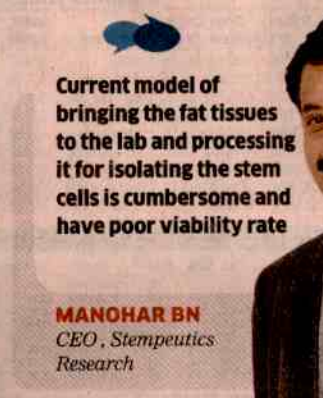 Current model of
bringing the fat tissues
to the lab and processing
it for isolating the stem
cells is cumbersome and
have poor viability rate
MANOHAR BN
CEO, Stempeutics
Research